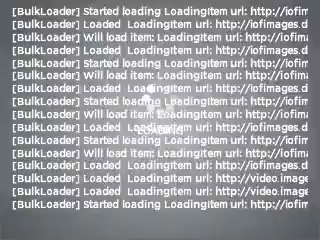 [BulkLoader] Started loading LoadingItem url: http://iofim
[BulkLoader] Loaded  LoadingItem url: http://iofimages.d
[BulkLoader] Will load item: LoadingItem url: http://iofima
[BulkLoader] Loaded  LoadingItem url: http://iofimages.d
[BulkLoader] Started loading LoadingItem url: http://iofim
[BulkLoader] Will load item: LoadingItem url: http://iofima
[BulkLoader] Loaded  LoadingItem url: http://iofimages.d
[BulkLoader] Started loading LoadingItem url: http://iofim
[BulkLoader] Will load item: LoadingItem url: http://iofima
[BulkLoader] Loaded  LoadingItem url: http://iofimages.d
LOADING
[BulkLoader] Started loading LoadingItem url: http://iofim
[BulkLoader] Will load item: LoadingItem url: http://iofima
[BulkLoader] Loaded  LoadingItem url: http://iofimages.d
[BulkLoader] Loaded  LoadingItem url: http://video.image
[BulkLoader] Loaded  LoadingItem url: http://video.image
[BulkLoader] Started loading LoadingItem url: http://iofim